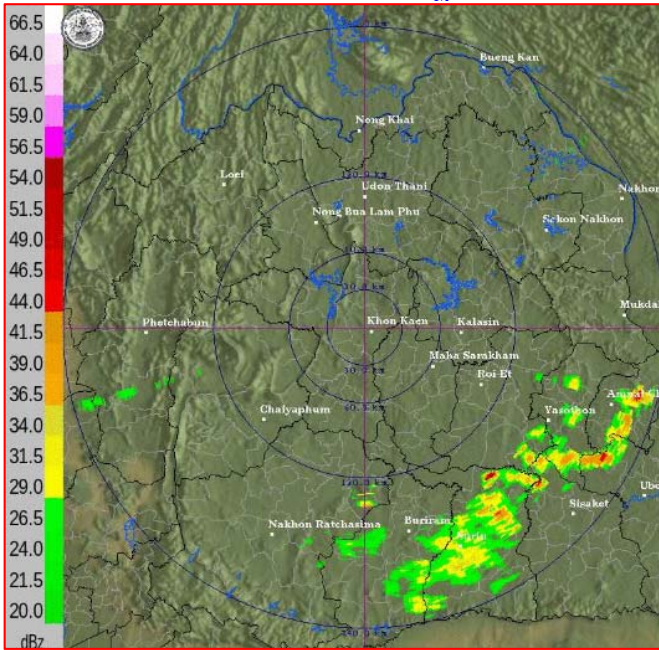 66.5
64.0
61.5
59.0
56.5
54.0
51.5
49.0
46.5
44.0
41.5
39.0
36.5
34.0
31.5
29.0
26.5
24.0
21.5
20.0
dBz
Bueng Kan
Nong Khai
Loei
Udon Thani
Nakhon
Nong Bua Lam Phu
Sakon Nakhon
Mukda
Phetchabun
Khon Kaen
Kalasin
Maha Sarakham
Roi Et
Chaiyaphum
Yasothon
Sisaket
Ubo
Nakhon Ratchasima
Buriram